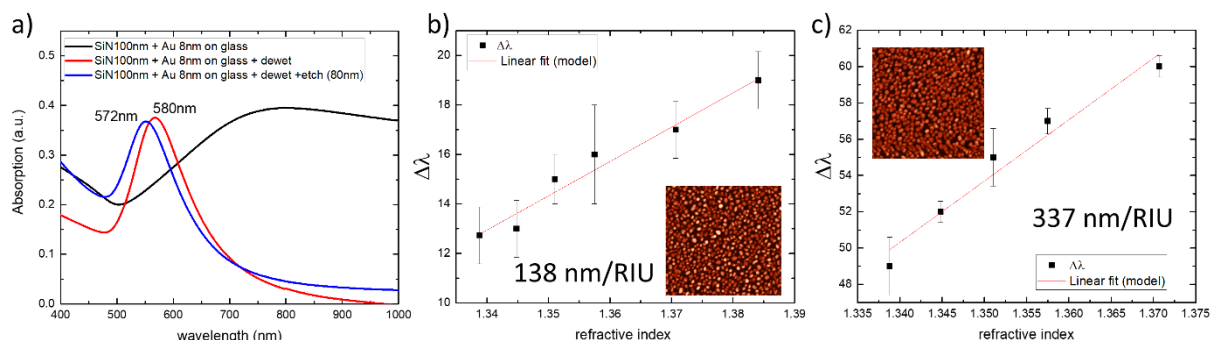 a)
0.5
0.4
0.3
0.2
0.1
0.0
Absorption (a.u.)
SiN100nm + Au 8nm on glass
SiN100nm + Au 8nm on glass + dewet
SiN100nm + Au 8nm on glass + dewet +etch (80nm)
572nm
580nm
400 500 600 700 800 900 1000
wavelength (nm)
b)
22
20
18
16
14
12
10
Δλ
Δλ
Linear fit (model)
138 nm/RIU
1.34 1.35 1.36 1.37 1.38 1.39
refractive index
c)
62
60
58
56
54
52
50
48
Δλ
337 nm/RIU
Δλ
Linear fit (model)
1.335 1.340 1.345 1.350 1.355 1.360 1.365 1.370 1.375
refractive index